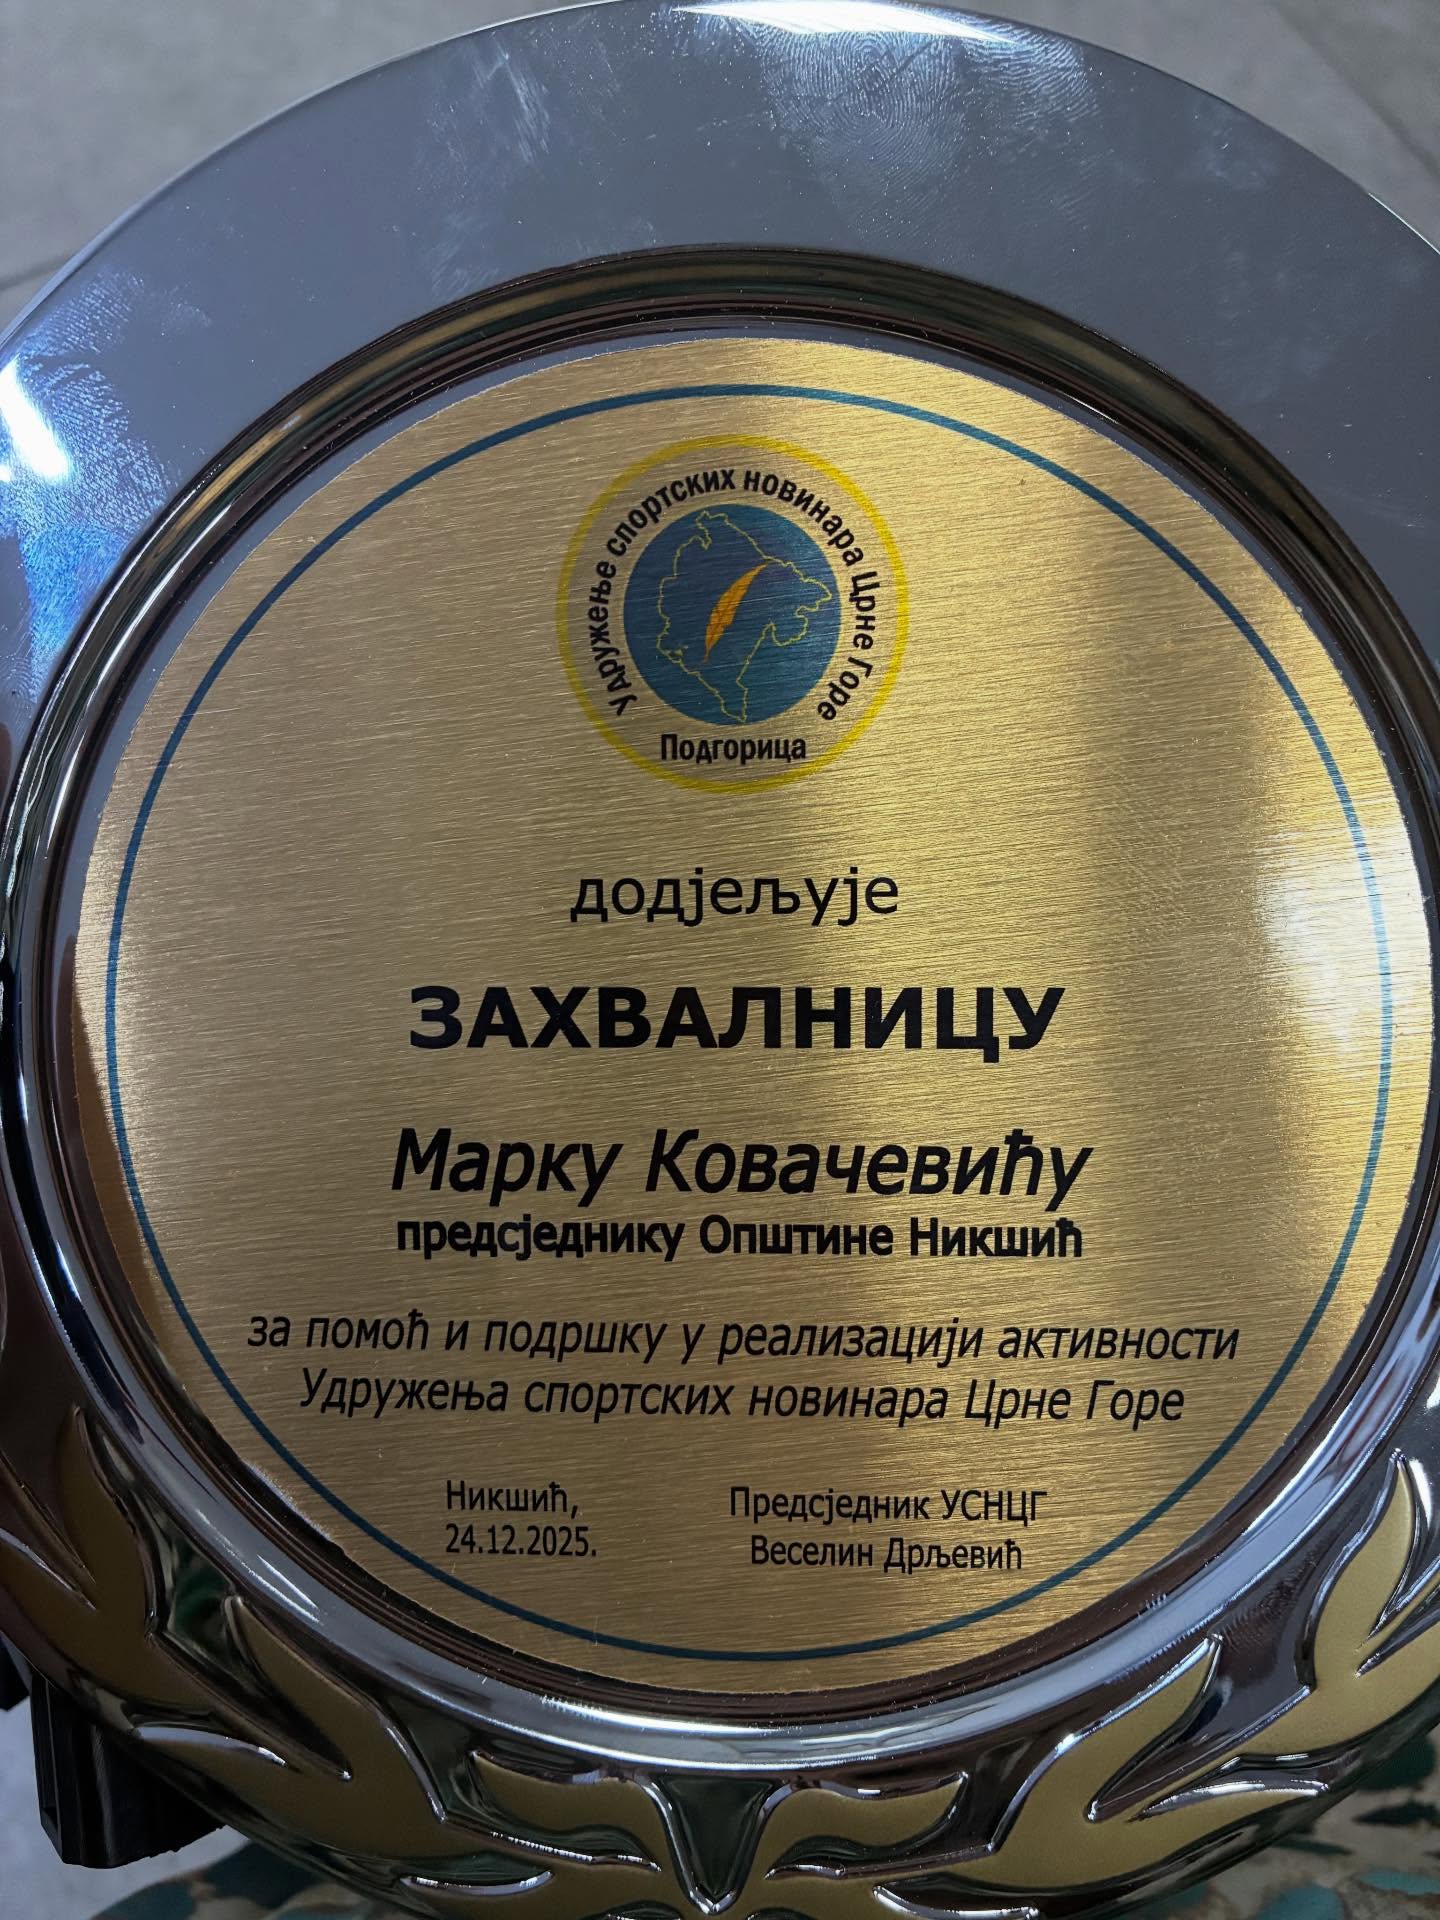 Удружење спортских новинара Црне Горе
Подгорица
додјељује
ЗАХВАЛНИЦУ
Марку Ковачевићу
предсједнику Општине Никшић
за помоћ и подршку у реализацији активности
Удружења спортских новинара Црне Горе
Никшић,
24.12.2025.
Предсједник УСНЦГ
Веселин Дрљевић